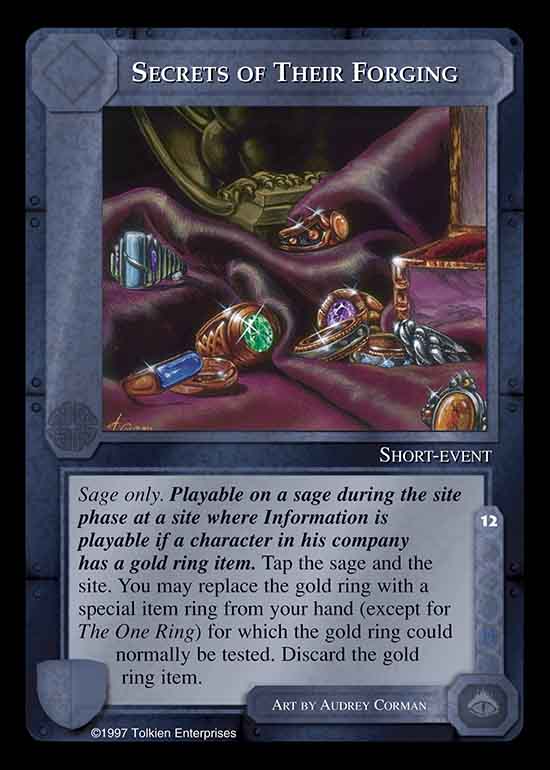 Secrets of Their Forging
Short-event
Sage only. Playable on a sage during the site
phase at a site where Information is
playable if a character in his company
has a gold ring item. Tap the sage and the
site. You may replace the gold ring with a
special item ring from your hand (except for
The One Ring) for which the gold ring could
normally be tested. Discard the gold
ring item.
12
Art by Audrey Corman
©1997 Tolkien Enterprises